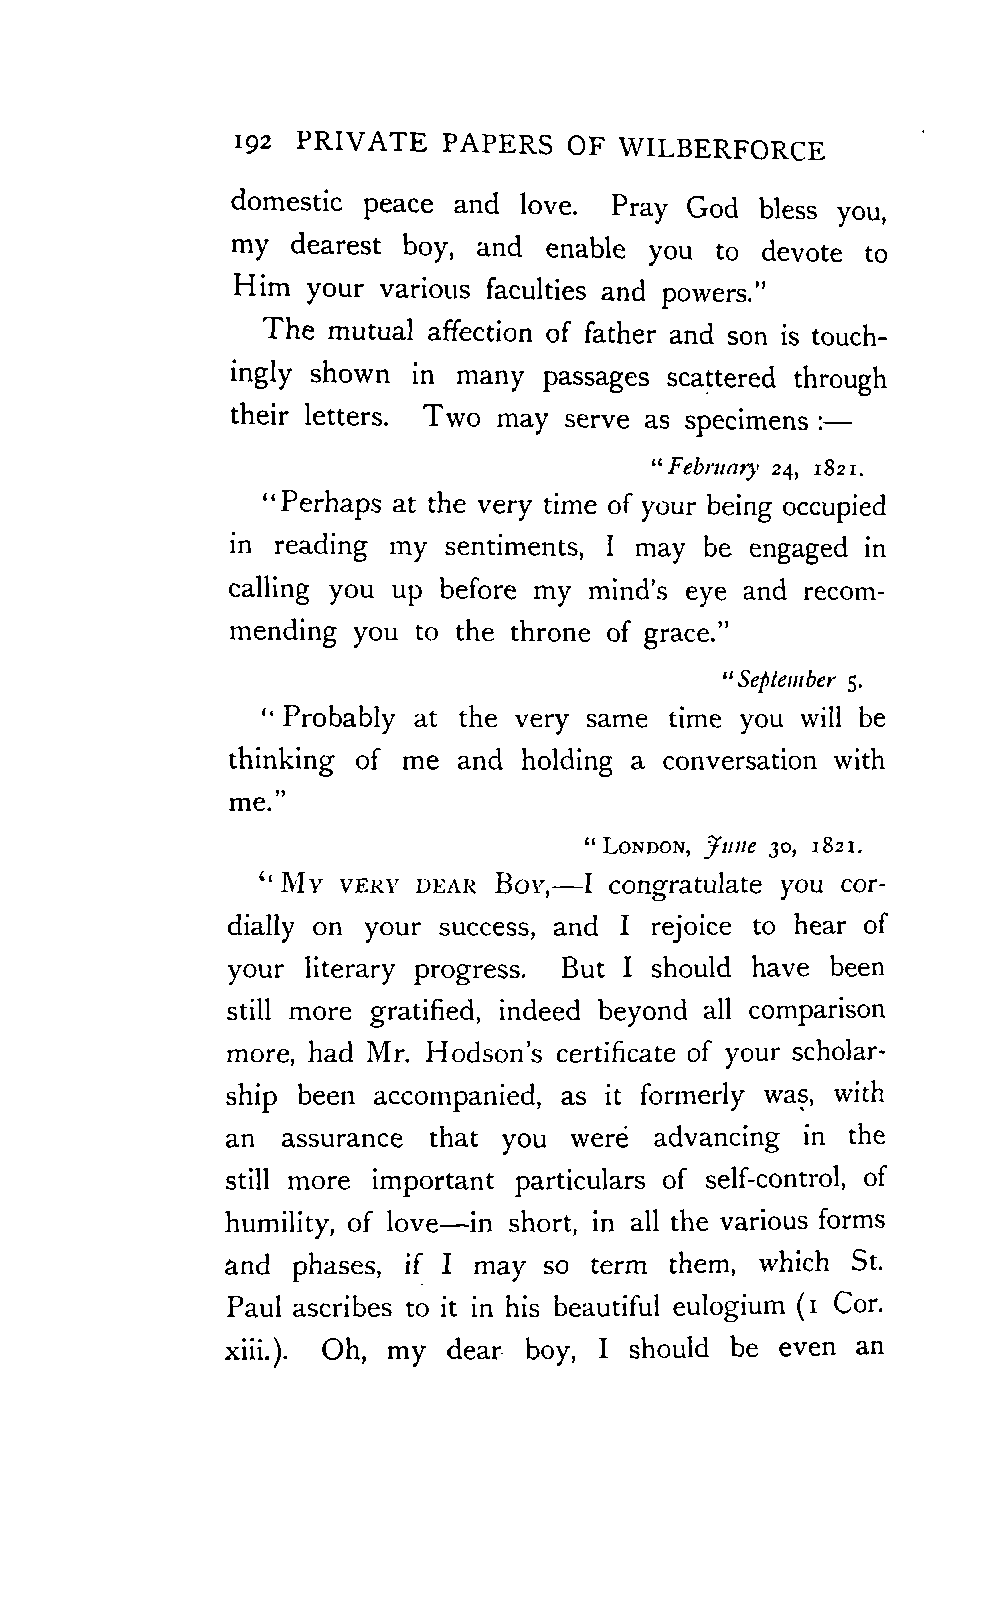 192 PRIVATE PAPERS OF WILBERFORCE
domestic peace and love. Pray God bless you,
my dearest boy, and enable you to devote to
Him your various faculties and powers."
The mutual affection of father and son is touch-
ingly shown in many passages scattered through
their letters. Two may serve as specimens :—
"February 24, 1821.
"Perhaps at the very time of your being occupied
in reading my sentiments, I may be engaged in
calling you up before my mind's eye and recom-
mending you to the throne of grace."
"September 5.
"Probably at the very same time you will be
thinking of me and holding a conversation with
me."
"LONDON, June 30, 1821.
"MY VERY DEAR BOY,—I congratulate you cor-
dially on your success, and I rejoice to hear of
your literary progress. But I should have been
still more gratified, indeed beyond all comparison
more, had Mr. Hodson's certificate of your scholar-
ship been accompanied, as it formerly was, with
an assurance that you were advancing in the
still more important particulars of self-control, of
humility, of love—in short, in all the various forms
and phases, if I may so term them, which St.
Paul ascribes to it in his beautiful eulogium (1 Cor.
xiii.). Oh, my dear boy, I should be even an